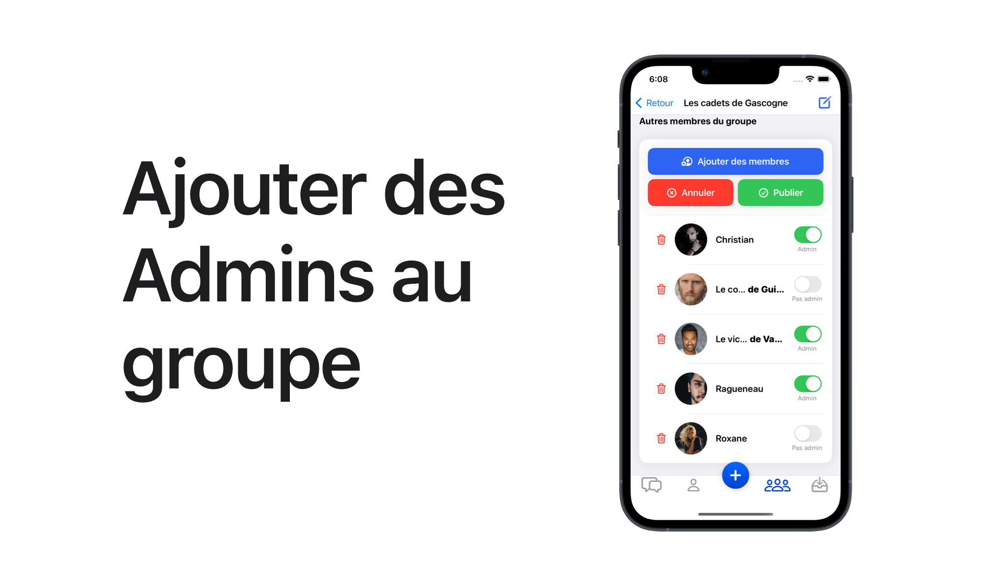 Ajouter des
Admins au
groupe
6:08
Retour
Les cadets de Gascogne
Autres membres du groupe
Ajouter des membres
Annuler
Publier
Christian
Admin
Le co... de Gui...
Pas admin
Le vic... de Va...
Admin
Ragueneau
Admin
Roxane
Pas admin